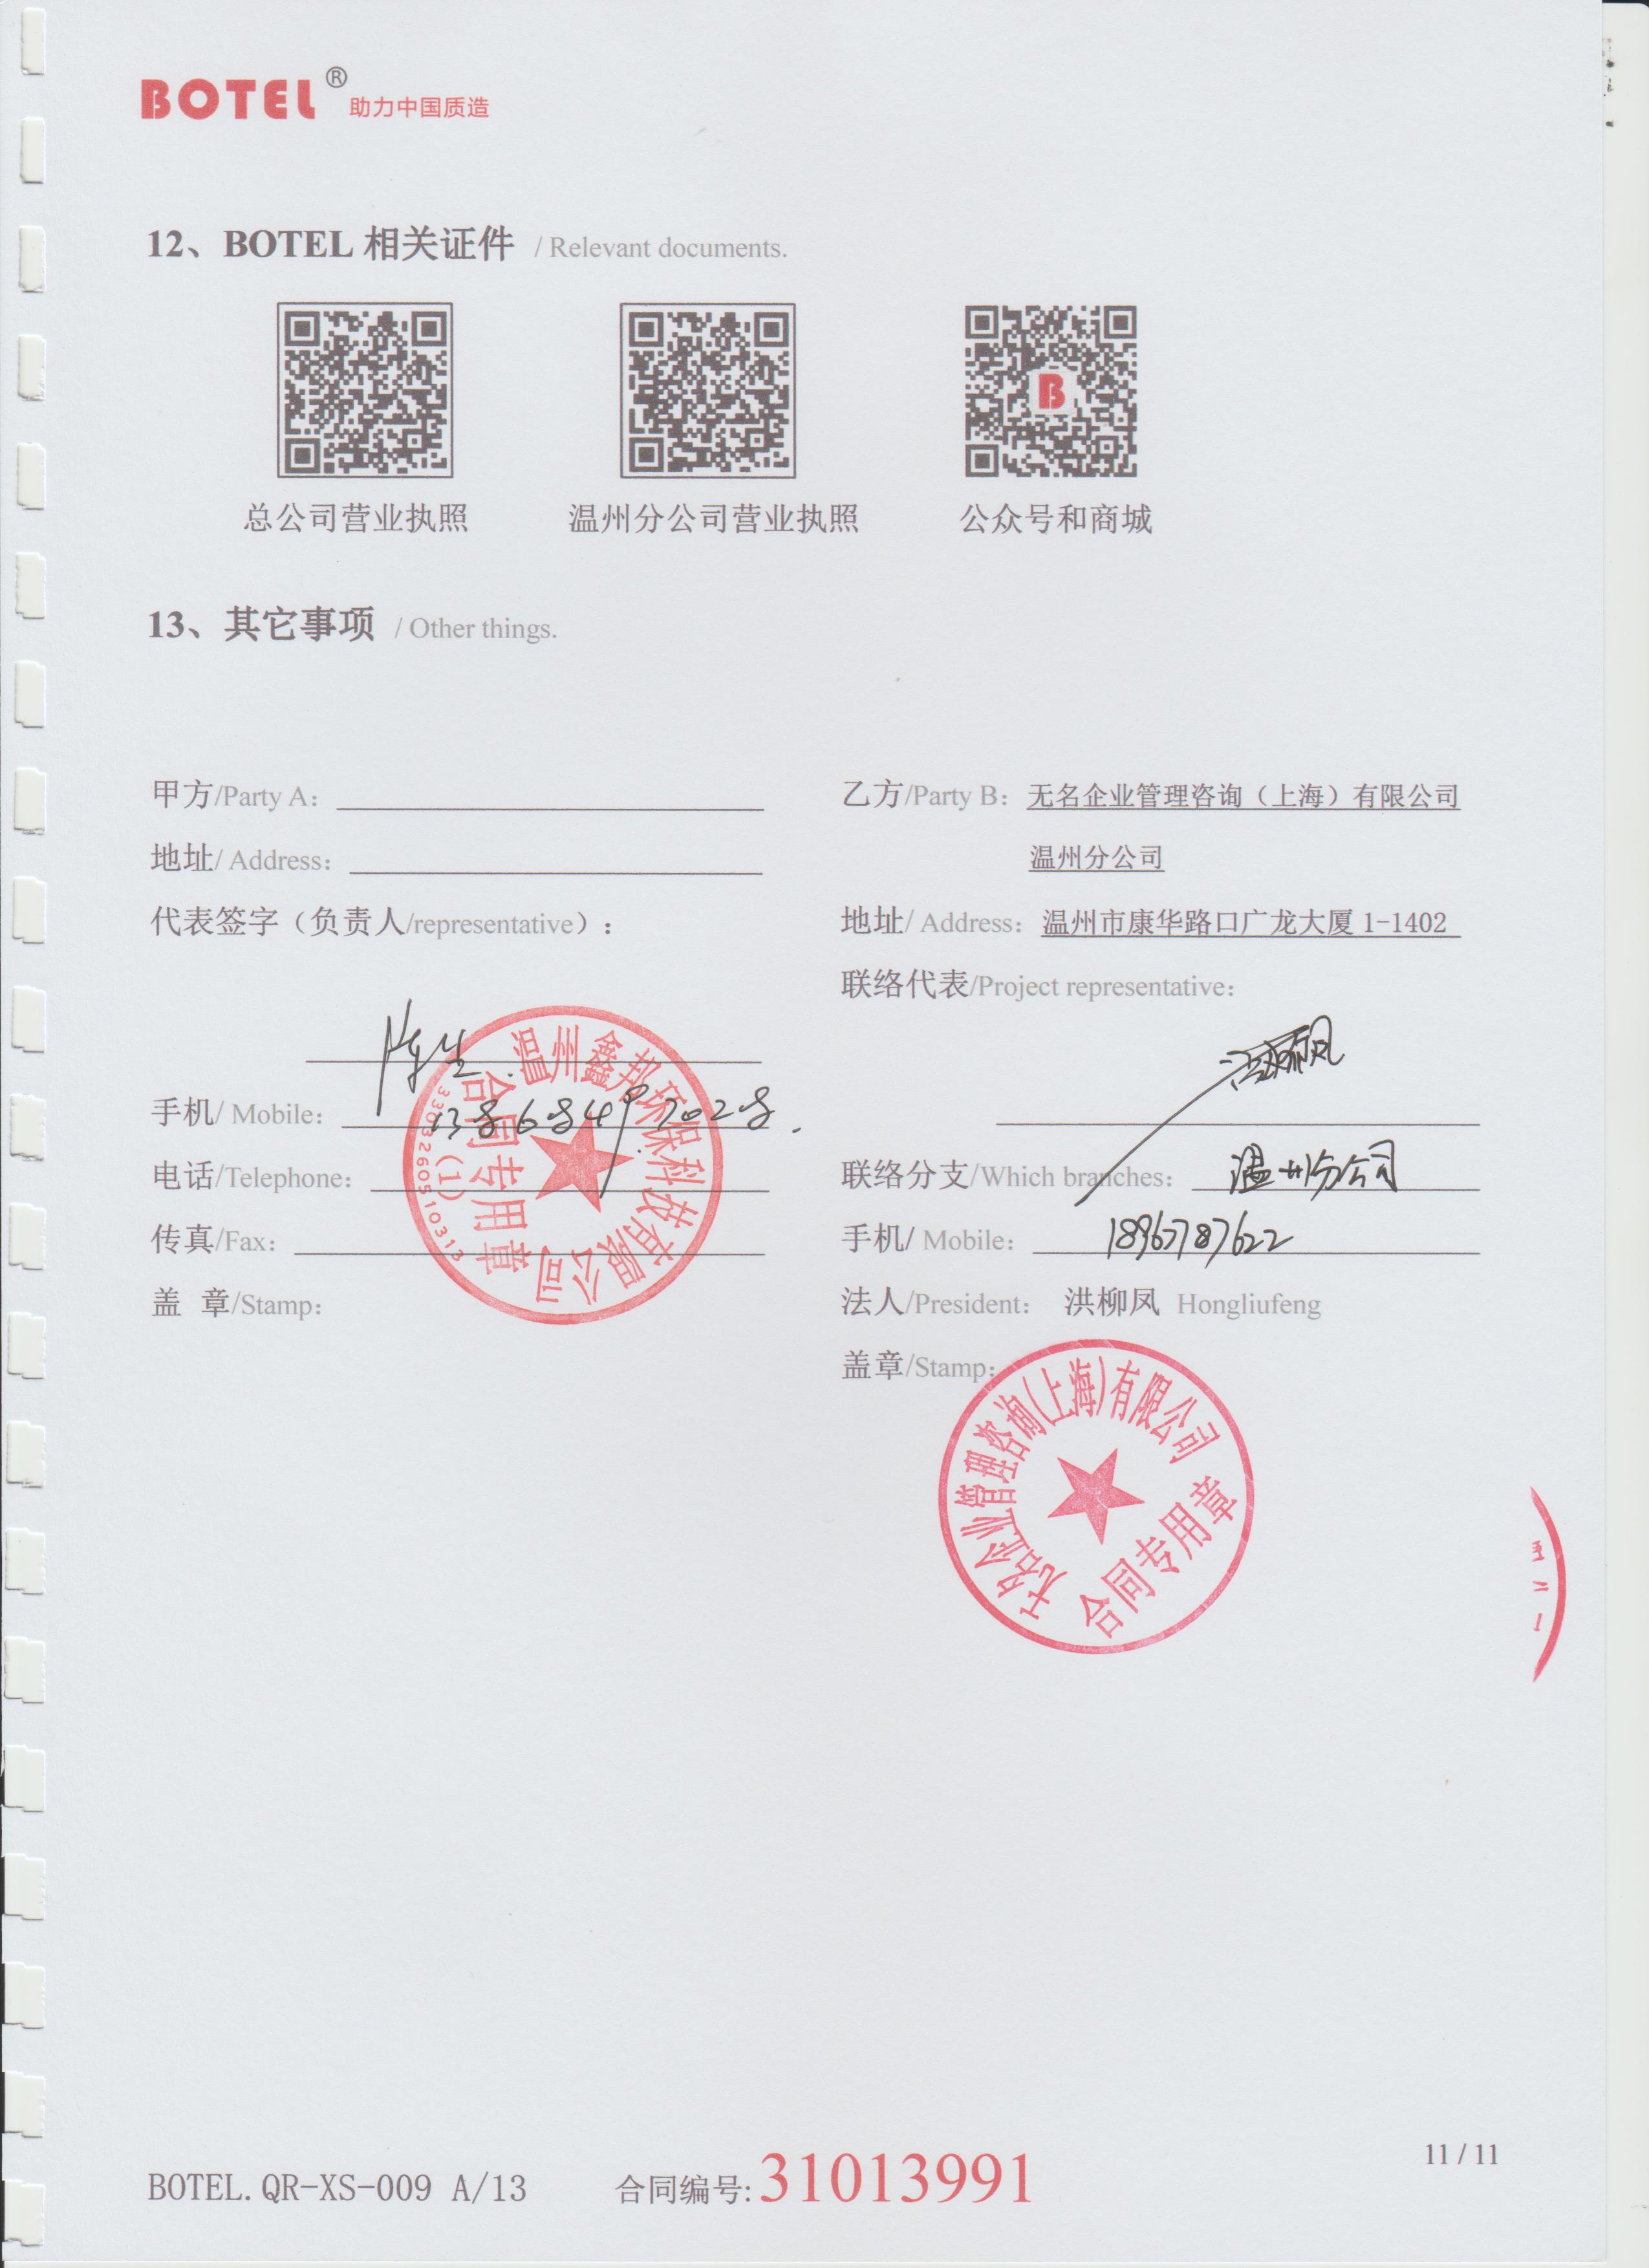 BOTEL® 助力中国质造
12、BOTEL 相关证件 / Relevant documents.
总公司营业执照 温州分公司营业执照 公众号和商城
13、其它事项 / Other things.
甲方/Party A：
地址/ Address：
代表签字（负责人/representative）：
手机/ Mobile：
电话/Telephone：
传真/Fax：
盖 章/Stamp：
温州鑫邦环保科技有限公司
合同专用章
(1)
3303260510313
乙方/Party B：无名企业管理咨询（上海）有限公司
温州分公司
地址/ Address：温州市康华路口广龙大厦 1-1402
联络代表/Project representative：
联络分支/Which branches：温州分公司
手机/ Mobile：18967787622
法人/President： 洪柳凤 Hongliufeng
盖章/Stamp：
无名企业管理咨询(上海)有限公司
合同专用章
BOTEL.QR-XS-009 A/13 合同编号:31013991
11 / 11